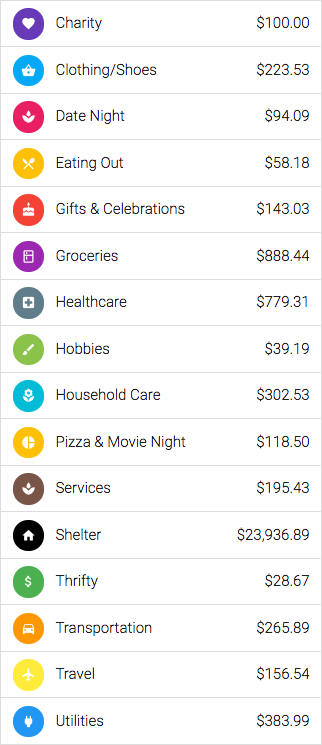 Charity $100.00
Clothing/Shoes $223.53
Date Night $94.09
Eating Out $58.18
Gifts & Celebrations $143.03
Groceries $888.44
Healthcare $779.31
Hobbies $39.19
Household Care $302.53
Pizza & Movie Night $118.50
Services $195.43
Shelter $23,936.89
$ Thrifty $28.67
Transportation $265.89
Travel $156.54
Utilities $383.99